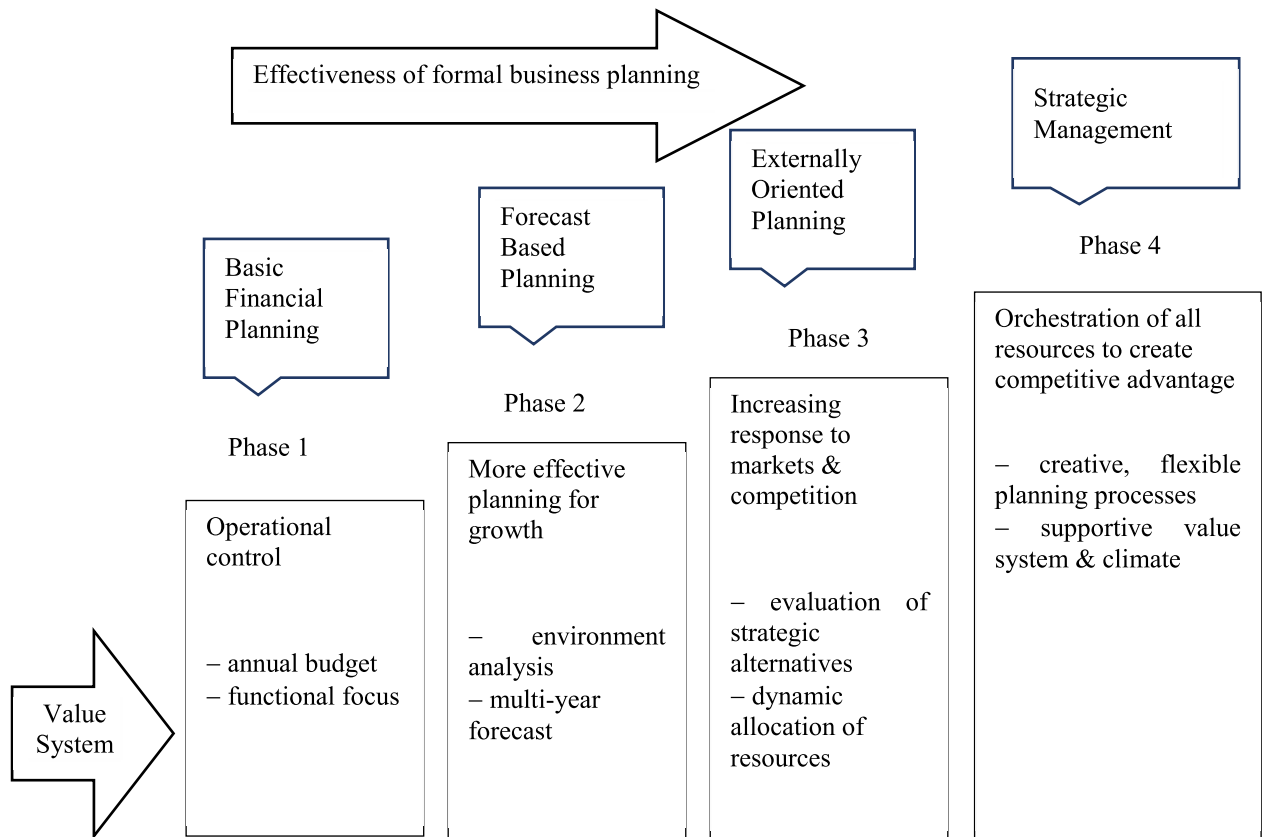 Effectiveness of formal business planning
Basic
Financial
Planning
Phase 1
Operational
control
– annual budget
– functional focus
Forecast
Based
Planning
Phase 2
More effective
planning for
growth
– environment
analysis
– multi-year
forecast
Externally
Oriented
Planning
Phase 3
Increasing
response to
markets &
competition
– evaluation of
strategic
alternatives
– dynamic
allocation of
resources
Strategic
Management
Phase 4
Orchestration of all
resources to create
competitive advantage
– creative, flexible
planning processes
– supportive value
system & climate
Value
System